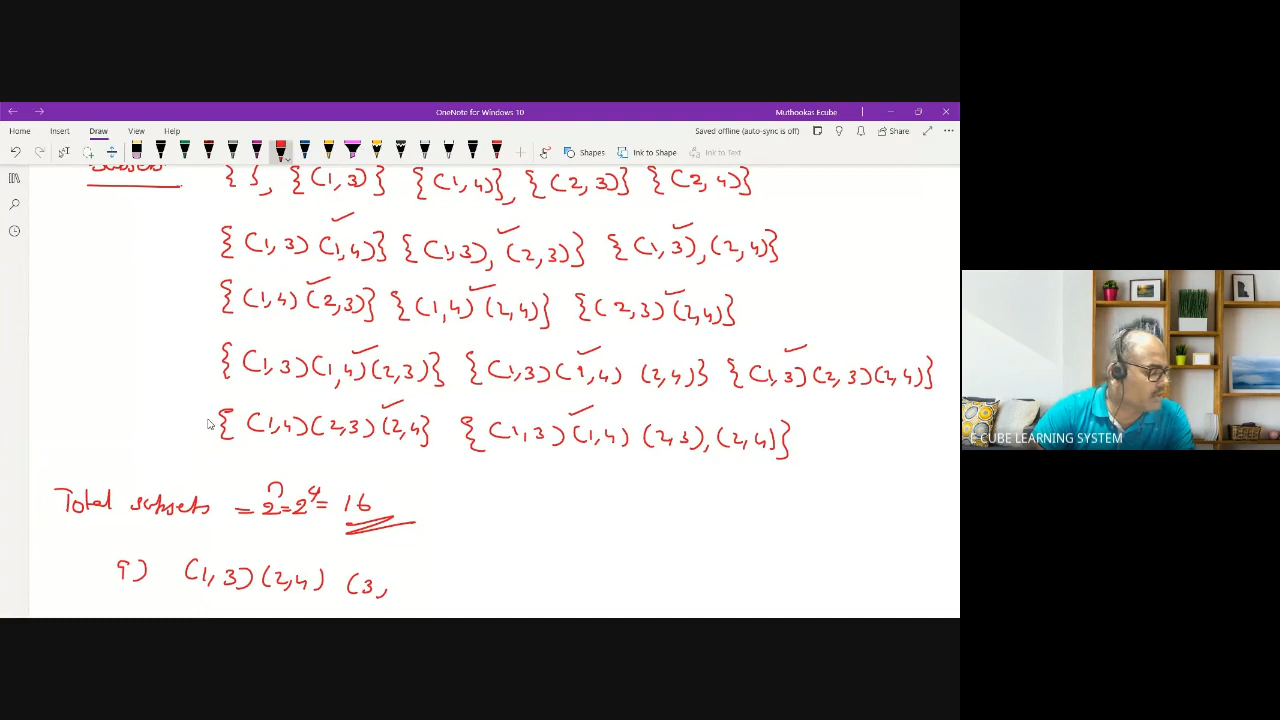 OneNote for Windows 10
Muthookas Ecube
Home Insert Draw View Help
Saved offline (auto-sync is off) Share
Shapes Ink to Shape Ink to Text
Subsets { }, {(1,3)} {(1,4)}, {(2,3)} {(2,4)}
{(1,3) (1,4)} {(1,3), (2,3)} {(1,3), (2,4)}
{(1,4) (2,3)} {(1,4) (2,4)} {(2,3) (2,4)}
{(1,3)(1,4)(2,3)} {(1,3)(1,4) (2,4)} {(1,3)(2,3)(2,4)}
{(1,4)(2,3)(2,4} {(1,3)(1,4) (2,3),(2,4)}
E CUBE LEARNING SYSTEM
Total subsets = 2ⁿ = 2⁴ = 16
9) (1,3)(2,4) (3,